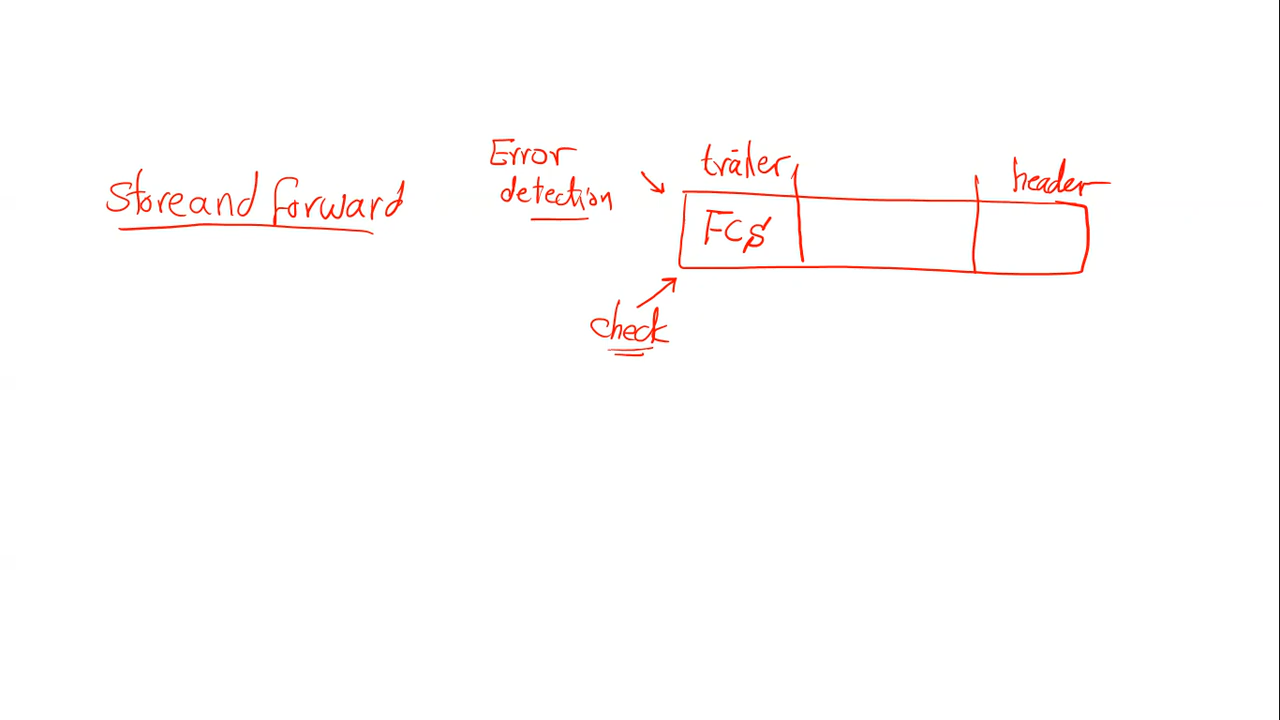 Store and forward
Error
detection
trailer
header
FCS
check